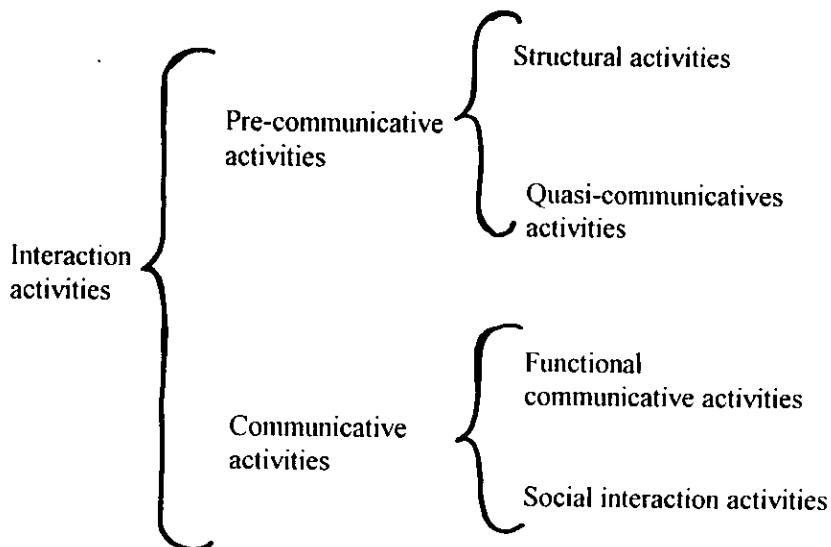 Structural activities
Pre-communicative
activities
Quasi-communicatives
activities
Interaction
activities
Functional
communicative activities
Communicative
activities
Social interaction activities